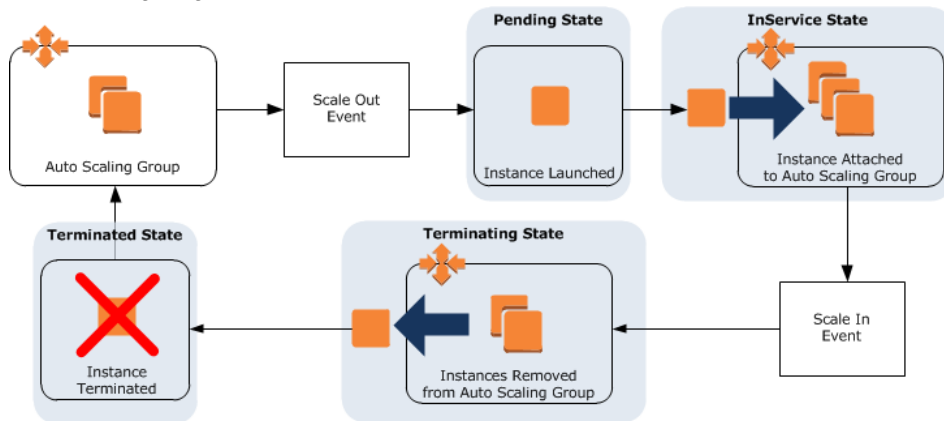 Pending State
InService State
Scale Out
Event
Auto Scaling Group
Instance Launched
Instance Attached
to Auto Scaling Group
Terminated State
Terminating State
Scale In
Event
Instance
Terminated
Instances Removed
from Auto Scaling Group